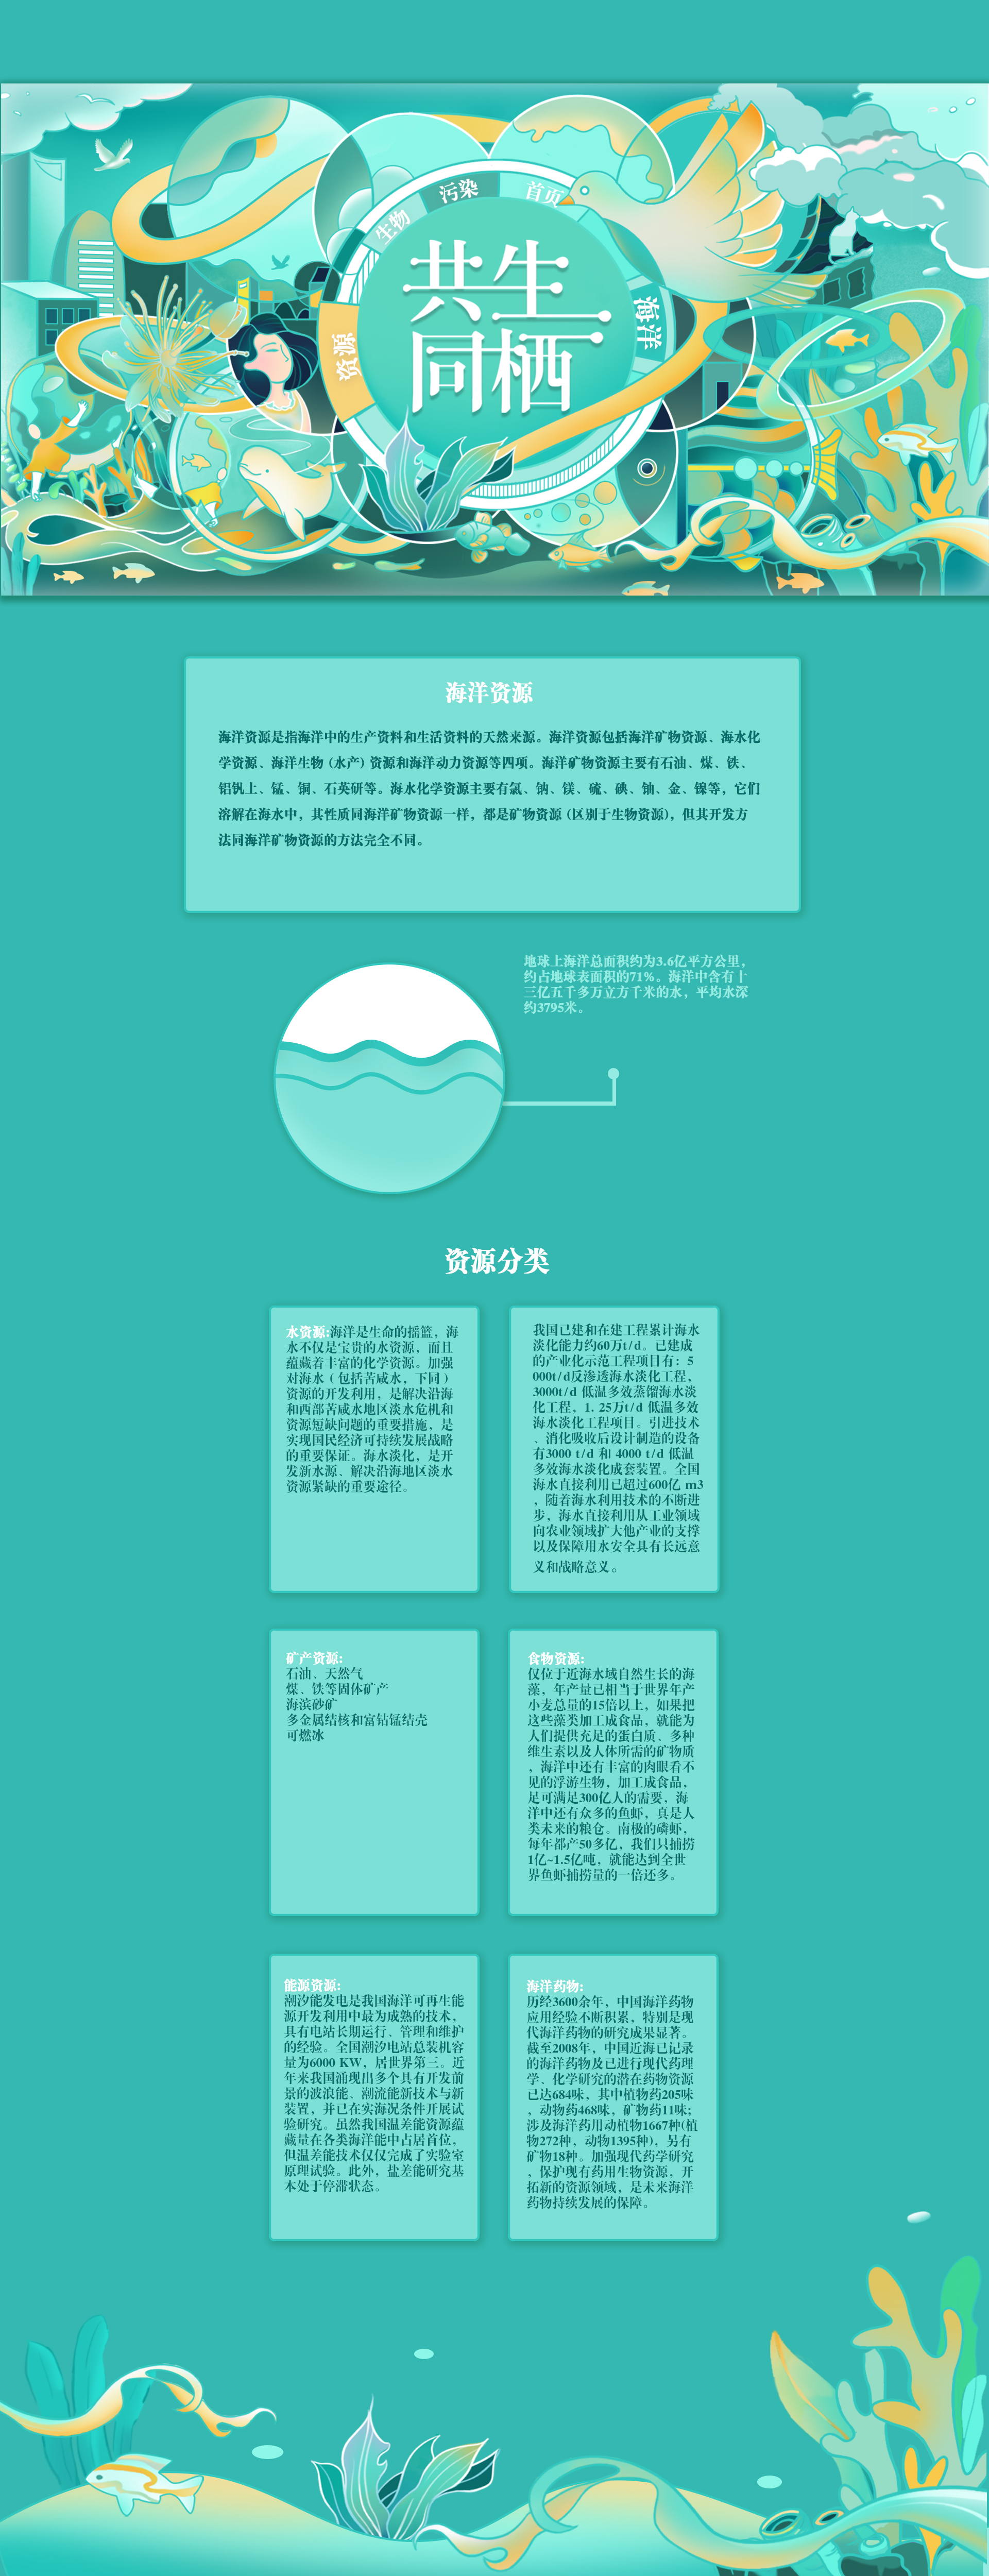 污染
首页
生物
海洋
资源
共生
同栖
海洋资源
海洋资源是指海洋中的生产资料和生活资料的天然来源。海洋资源包括海洋矿物资源、海水化
学资源、海洋生物 (水产) 资源和海洋动力资源等四项。海洋矿物资源主要有石油、煤、铁、
铝钒土、锰、铜、石英研等。海水化学资源主要有氯、钠、镁、硫、碘、铀、金、镍等，它们
溶解在海水中，其性质同海洋矿物资源一样，都是矿物资源 (区别于生物资源)，但其开发方
法同海洋矿物资源的方法完全不同。
地球上海洋总面积约为3.6亿平方公里，
约占地球表面积的71%。海洋中含有十
三亿五千多万立方千米的水，平均水深
约3795米。
资源分类
水资源:海洋是生命的摇篮，海
水不仅是宝贵的水资源，而且
蕴藏着丰富的化学资源。加强
对海水（包括苦咸水，下同）
资源的开发利用，是解决沿海
和西部苦咸水地区淡水危机和
资源短缺问题的重要措施，是
实现国民经济可持续发展战略
的重要保证。海水淡化，是开
发新水源、解决沿海地区淡水
资源紧缺的重要途径。
我国已建和在建工程累计海水
淡化能力约60万t/d。已建成
的产业化示范工程项目有：5
000t/d反渗透海水淡化工程，
3000t/d 低温多效蒸馏海水淡
化工程，1. 25万t/d 低温多效
海水淡化工程项目。引进技术
、消化吸收后设计制造的设备
有3000 t/d 和 4000 t/d 低温
多效海水淡化成套装置。全国
海水直接利用已超过600亿 m3
，随着海水利用技术的不断进
步，海水直接利用从工业领域
向农业领域扩大他产业的支撑
以及保障用水安全具有长远意
义和战略意义。
矿产资源:
石油、天然气
煤、铁等固体矿产
海滨砂矿
多金属结核和富钴锰结壳
可燃冰
食物资源:
仅位于近海水域自然生长的海
藻，年产量已相当于世界年产
小麦总量的15倍以上，如果把
这些藻类加工成食品，就能为
人们提供充足的蛋白质、多种
维生素以及人体所需的矿物质
，海洋中还有丰富的肉眼看不
见的浮游生物，加工成食品，
足可满足300亿人的需要，海
洋中还有众多的鱼虾，真是人
类未来的粮仓。南极的磷虾，
每年都产50多亿，我们只捕捞
1亿~1.5亿吨，就能达到全世
界鱼虾捕捞量的一倍还多。
能源资源:
潮汐能发电是我国海洋可再生能
源开发利用中最为成熟的技术，
具有电站长期运行、管理和维护
的经验。全国潮汐电站总装机容
量为6000 KW，居世界第三。近
年来我国涌现出多个具有开发前
景的波浪能、潮流能新技术与新
装置，并已在实海况条件开展试
验研究。虽然我国温差能资源蕴
藏量在各类海洋能中占居首位，
但温差能技术仅仅完成了实验室
原理试验。此外，盐差能研究基
本处于停滞状态。
海洋药物:
历经3600余年，中国海洋药物
应用经验不断积累，特别是现
代海洋药物的研究成果显著。
截至2008年，中国近海已记录
的海洋药物及已进行现代药理
学、化学研究的潜在药物资源
已达684味，其中植物药205味
、动物药468味，矿物药11味;
涉及海洋药用动植物1667种(植
物272种，动物1395种)，另有
矿物18种。加强现代药学研究
，保护现有药用生物资源，开
拓新的资源领域，是未来海洋
药物持续发展的保障。